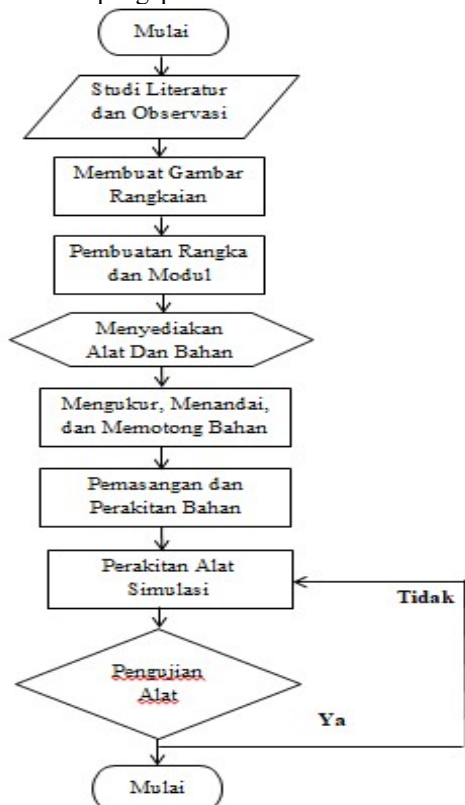 Mulai
Studi Literatur
dan Observasi
Membuat Gambar
Rangkaian
Pembuatan Rangka
dan Modul
Menyediakan
Alat Dan Bahan
Mengukur, Menandai,
dan Memotong Bahan
Pemasangan dan
Perakitan Bahan
Perakitan Alat
Simulasi
Tidak
Pengujian
Alat
Ya
Mulai